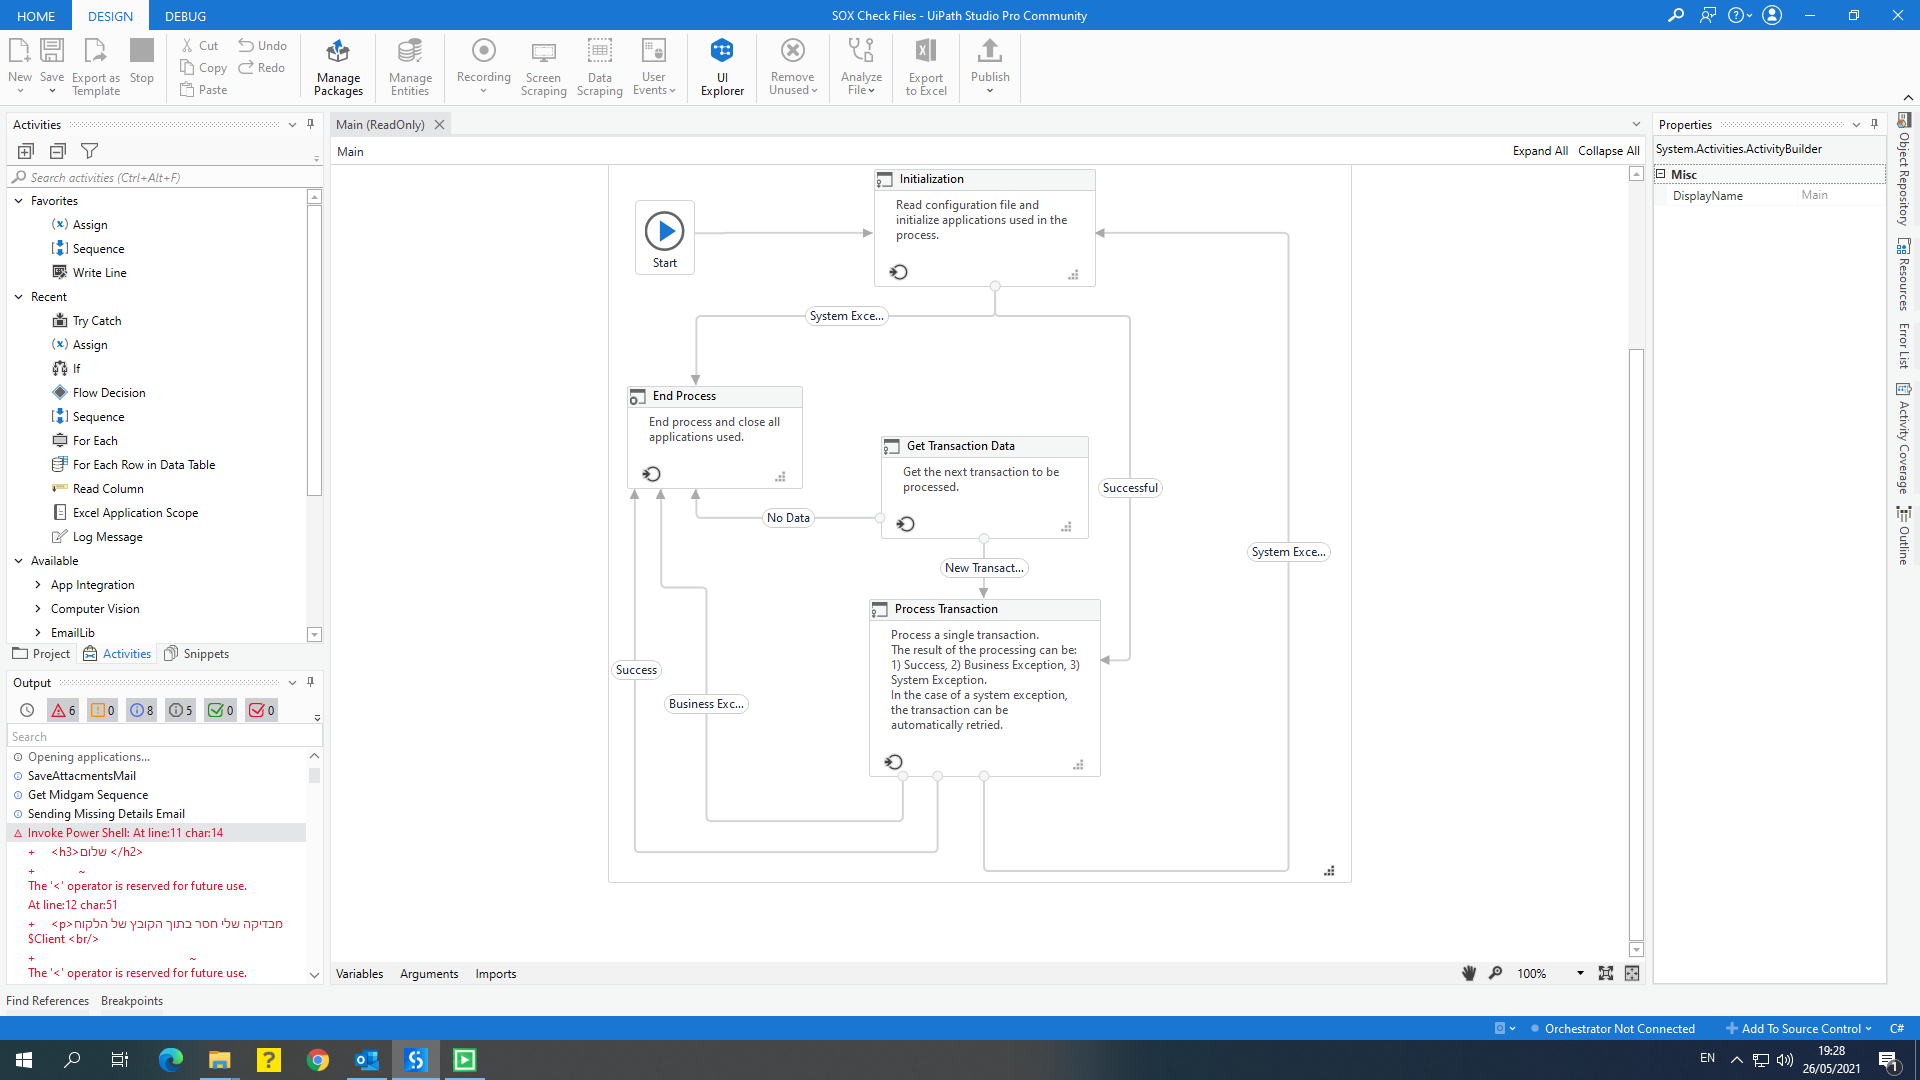 HOME
DESIGN
DEBUG
SOX Check Files - UiPath Studio Pro Community
New
Save
Export as Template
Stop
Cut
Copy
Paste
Undo
Redo
Manage Packages
Manage Entities
Recording
Screen Scraping
Data Scraping
User Events
UI Explorer
Remove Unused
Analyze File
Export to Excel
Publish
Activities
Search activities (Ctrl+Alt+F)
Favorites
Assign
Sequence
Write Line
Recent
Try Catch
Assign
If
Flow Decision
Sequence
For Each
For Each Row in Data Table
Read Column
Excel Application Scope
Log Message
Available
App Integration
Computer Vision
EmailLib
Project
Activities
Snippets
Output
6
0
8
5
0
0
Search
Opening applications...
SaveAttacmentsMail
Get Midgam Sequence
Sending Missing Details Email
Invoke Power Shell: At line:11 char:14
+ <h3>שלום </h2>
+ ~
The '<' operator is reserved for future use.
At line:12 char:51
+ <p>מבדיקה שלי חסר בתוך הקובץ של הלקוח
$Client <br/>
+ ~
The '<' operator is reserved for future use.
Find References
Breakpoints
Main (ReadOnly)
Main
Expand All
Collapse All
Start
Initialization
Read configuration file and
initialize applications used in the
process.
System Exce...
End Process
End process and close all
applications used.
Get Transaction Data
Get the next transaction to be
processed.
Successful
No Data
System Exce...
New Transact...
Process Transaction
Process a single transaction.
The result of the processing can be:
1) Success, 2) Business Exception, 3)
System Exception.
In the case of a system exception,
the transaction can be
automatically retried.
Success
Business Exc...
Variables
Arguments
Imports
100%
Properties
System.Activities.ActivityBuilder
Misc
DisplayName
Main
Object Repository
Resources
Error List
Activity Coverage
Outline
Orchestrator Not Connected
Add To Source Control
C#
EN
19:28
26/05/2021
1